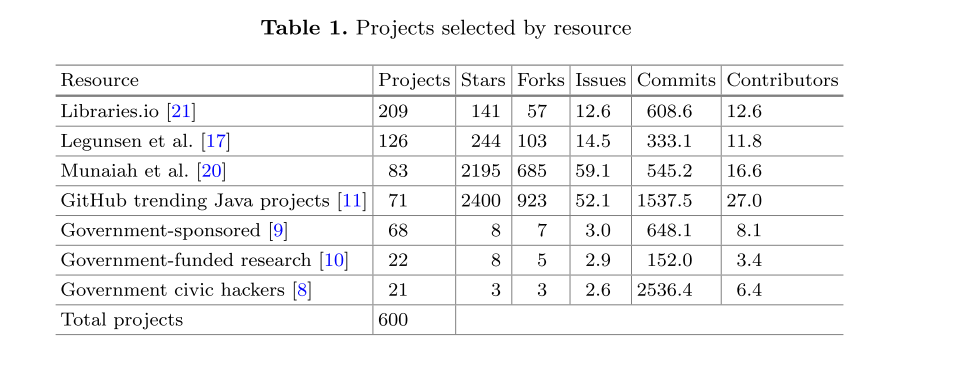 Table 1. Projects selected by resource
Resource Projects Stars Forks Issues Commits Contributors
Libraries.io [21] 209 141 57 12.6 608.6 12.6
Legunsen et al. [17] 126 244 103 14.5 333.1 11.8
Munaiah et al. [20] 83 2195 685 59.1 545.2 16.6
GitHub trending Java projects [11] 71 2400 923 52.1 1537.5 27.0
Government-sponsored [9] 68 8 7 3.0 648.1 8.1
Government-funded research [10] 22 8 5 2.9 152.0 3.4
Government civic hackers [8] 21 3 3 2.6 2536.4 6.4
Total projects 600